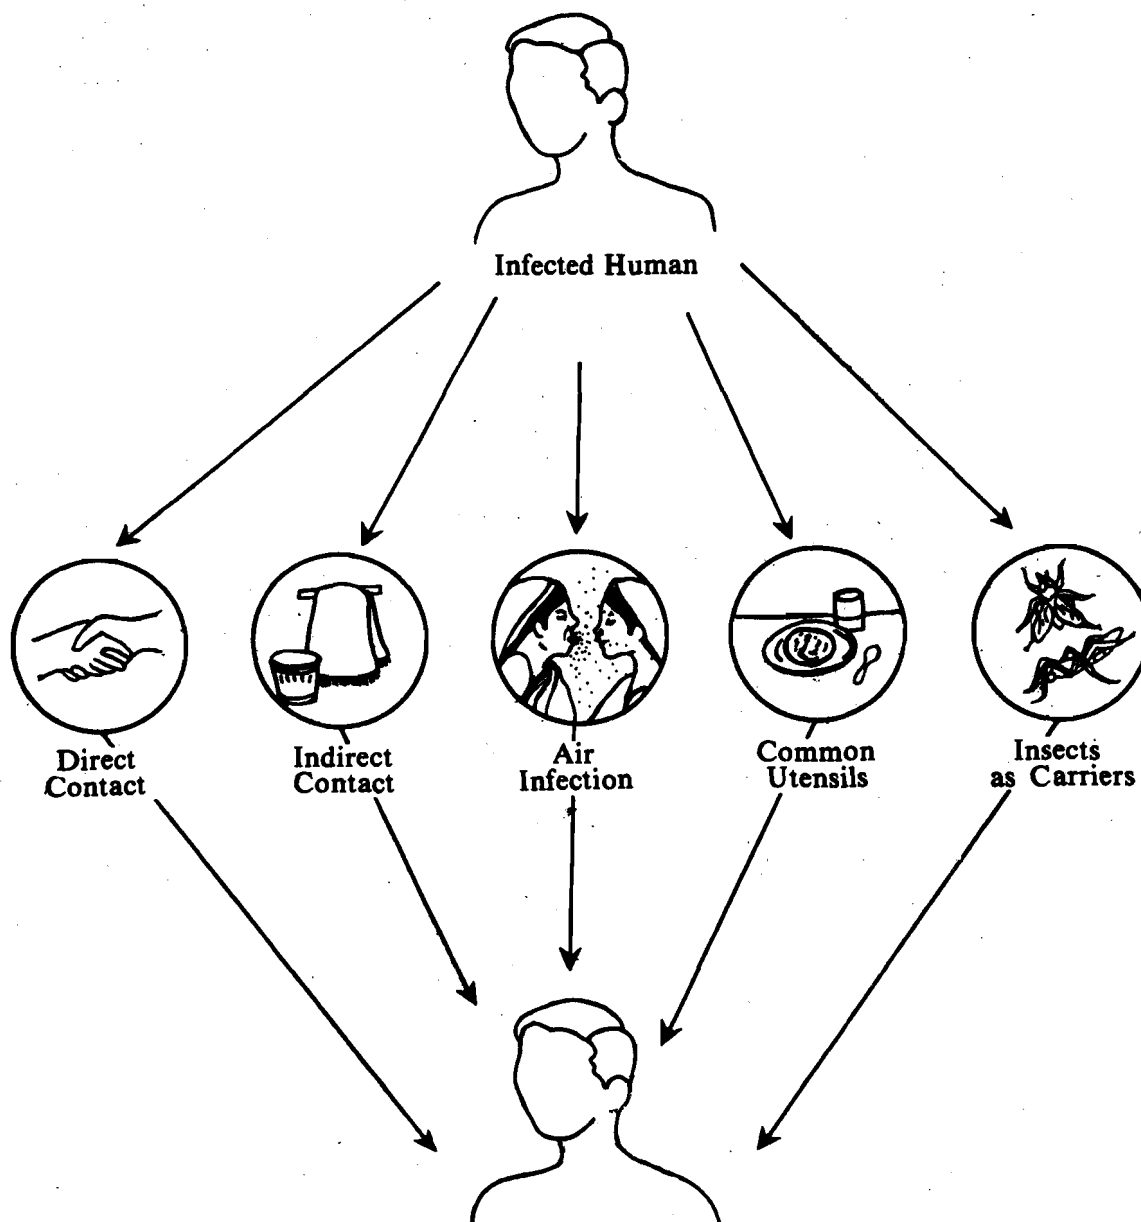 Infected Human
Direct
Contact
Indirect
Contact
Air
Infection
Common
Utensils
Insects
as Carriers